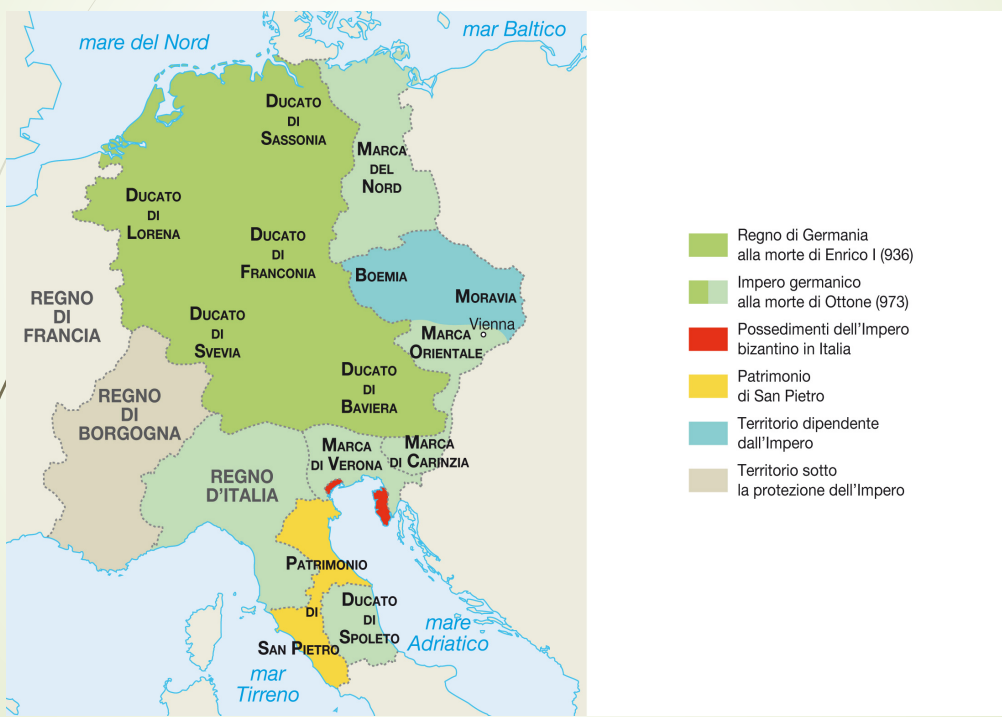 mare del Nord
mar Baltico
DUCATO
DI
SASSONIA
MARCA
DEL
NORD
DUCATO
DI
LORENA
DUCATO
DI
FRANCONIA
BOEMIA
MORAVIA
REGNO
DI
FRANCIA
DUCATO
DI
SVEVIA
Vienna
MARCA
ORIENTALE
DUCATO
DI
BAVIERA
REGNO
DI
BORGOGNA
MARCA
DI VERONA
MARCA
DI CARINZIA
REGNO
D'ITALIA
PATRIMONIO
DI
SAN PIETRO
DUCATO
DI
SPOLETO
mare
Adriatico
mar
Tirreno
Regno di Germania
alla morte di Enrico I (936)
Impero germanico
alla morte di Ottone (973)
Possedimenti dell'Impero
bizantino in Italia
Patrimonio
di San Pietro
Territorio dipendente
dall'Impero
Territorio sotto
la protezione dell'Impero